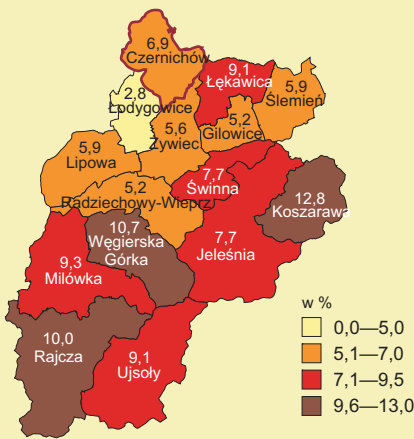 6,9
Czernichów
9,1
Łękawica
2,8
Łodygowice
5,9
Ślemień
5,6
Żywiec
5,2
Gilowice
5,9
Lipowa
5,2
Radziechowy-Wieprz
7,7
Świnna
12,8
Koszarawa
10,7
Węgierska
Górka
7,7
Jeleśnia
9,3
Milówka
10,0
Rajcza
9,1
Ujsoły
w %
0,0—5,0
5,1—7,0
7,1—9,5
9,6—13,0